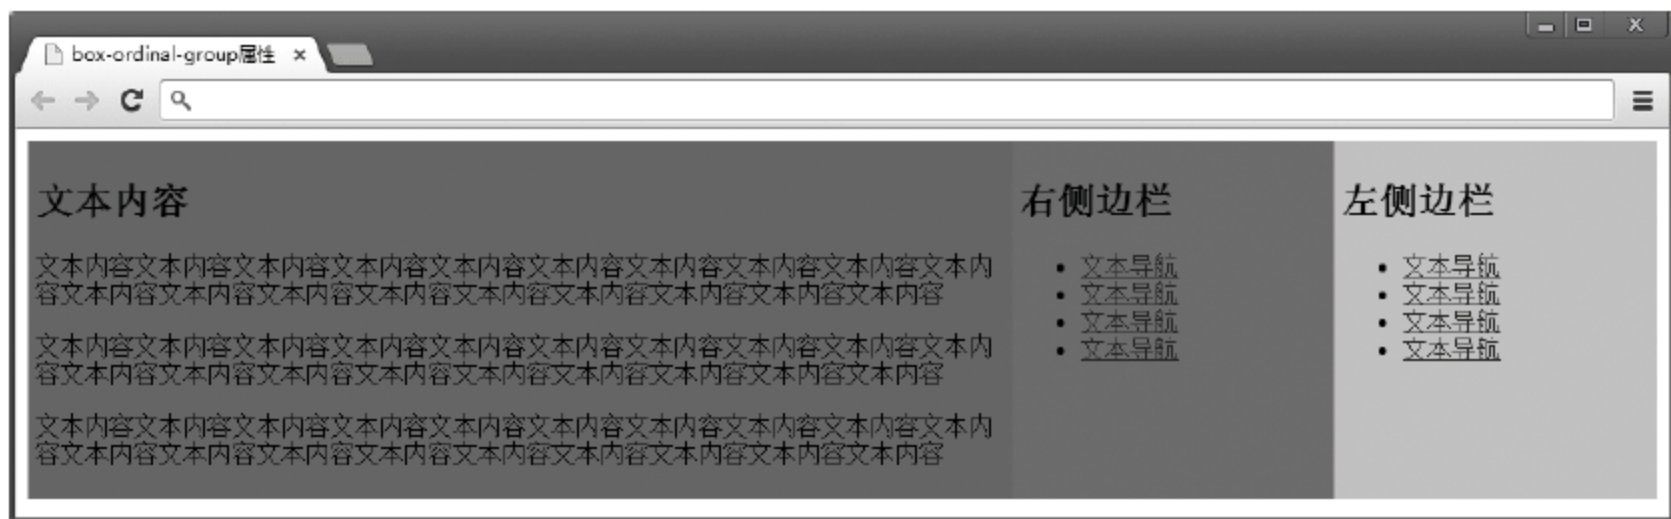 box-ordinal-group属性
文本内容
文本内容文本内容文本内容文本内容文本内容文本内容文本内容文本内容文本内容文本内
容文本内容文本内容文本内容文本内容文本内容文本内容文本内容文本内容文本内容
文本内容文本内容文本内容文本内容文本内容文本内容文本内容文本内容文本内容文本内
容文本内容文本内容文本内容文本内容文本内容文本内容文本内容文本内容文本内容
文本内容文本内容文本内容文本内容文本内容文本内容文本内容文本内容文本内容文本内
容文本内容文本内容文本内容文本内容文本内容文本内容文本内容文本内容文本内容
右侧边栏
文本导航
文本导航
文本导航
文本导航
左侧边栏
文本导航
文本导航
文本导航
文本导航